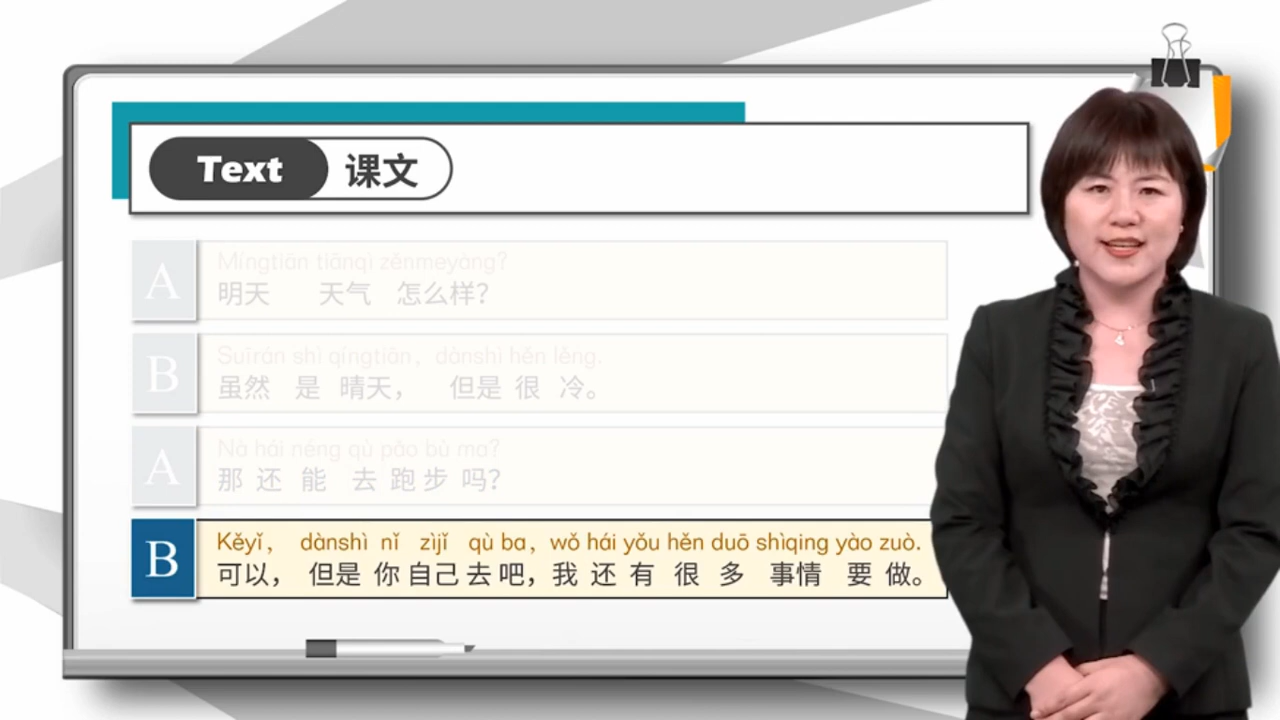 Text 课文
A
Míngtiān tiānqì zěnmeyàng?
明天 天气 怎么样?
B
Suīrán shì qíngtiān, dànshì hěn lěng.
虽然 是 晴天, 但是 很 冷。
A
Nà hái néng qù pǎo bù ma?
那 还 能 去 跑 步 吗?
B
Kěyǐ, dànshì nǐ zìjǐ qù ba, wǒ hái yǒu hěn duō shìqing yào zuò.
可以, 但是 你 自己 去 吧, 我 还 有 很 多 事情 要 做。